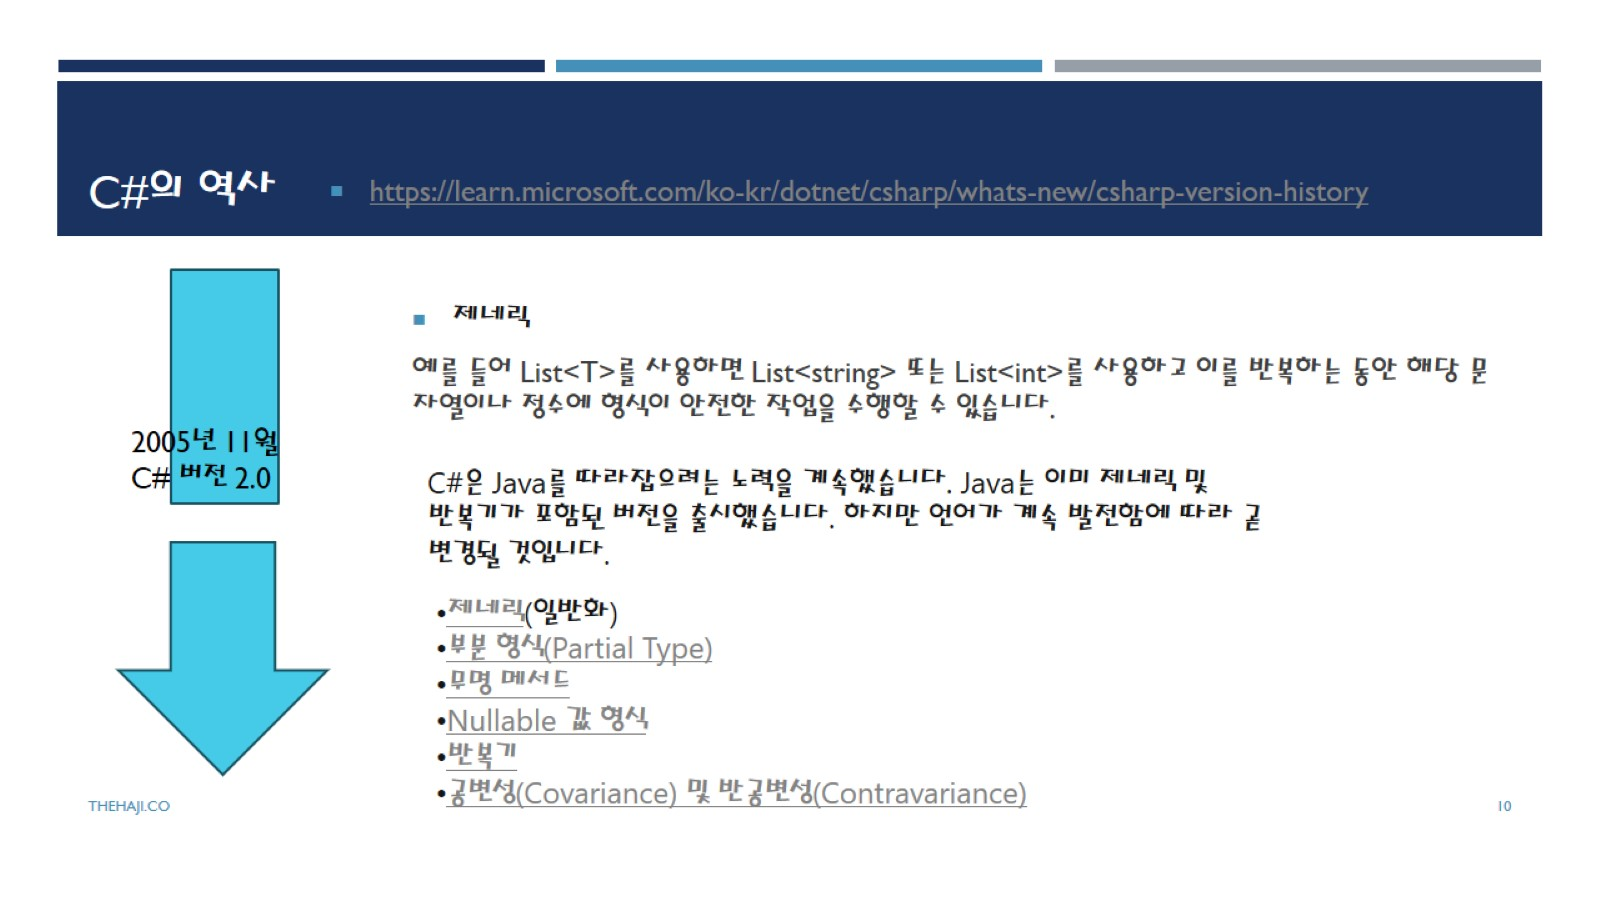 C#의 역사
https://learn.microsoft.com/ko-kr/dotnet/csharp/whats-new/csharp-version-history
2005년 11월
C# 버전 2.0
제네릭
예를 들어 List<T>를 사용하면 List<string> 또는 List<int>를 사용하고 이를 반복하는 동안 해당 문
자열이나 정수에 형식이 안전한 작업을 수행할 수 있습니다.
C#은 Java를 따라잡으려는 노력을 계속했습니다. Java는 이미 제네릭 및
반복기가 포함된 버전을 출시했습니다. 하지만 언어가 계속 발전함에 따라 곧
변경될 것입니다.
•제네릭(일반화)
•부분 형식(Partial Type)
•무명 메서드
•Nullable 값 형식
•반복기
•공변성(Covariance) 및 반공변성(Contravariance)
THEHAJI.CO
10